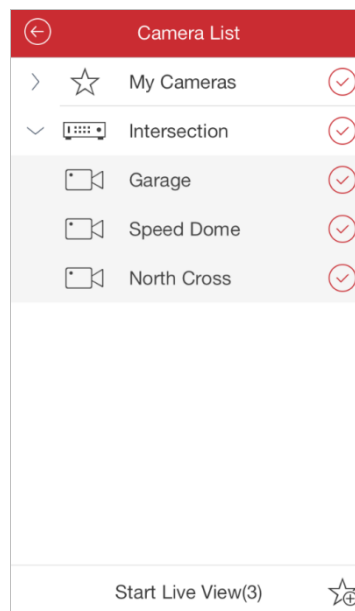 Camera List
My Cameras
Intersection
Garage
Speed Dome
North Cross
Start Live View(3)